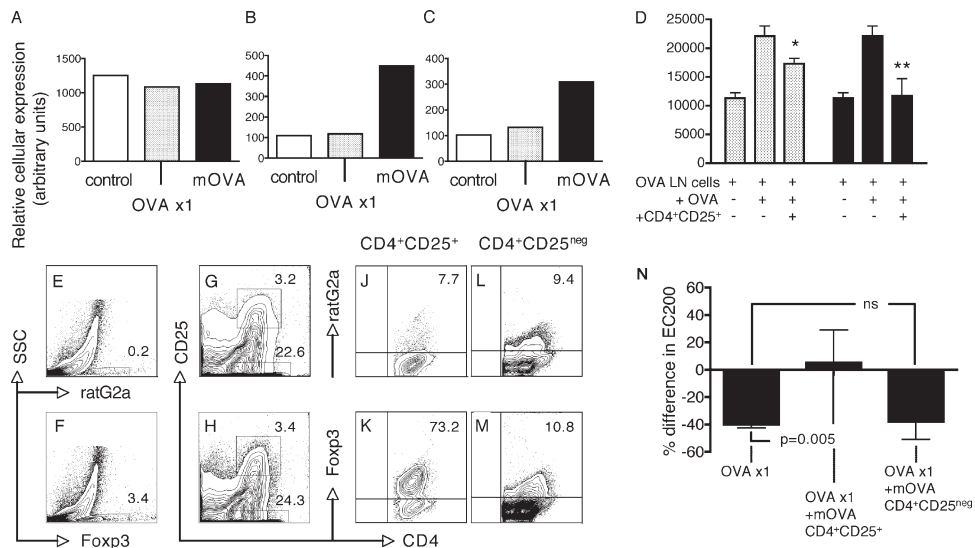 A
B
C
D
Relative cellular expression
(arbitrary units)
1500
1000
500
0
control
mOVA
OVA x1
500
400
300
200
100
0
control
mOVA
OVA x1
400
300
200
100
0
control
mOVA
OVA x1
25000
20000
15000
10000
5000
0
*
**
OVA LN cells + + + + + +
+ OVA - + + - + +
+CD4+CD25+ - - + - - +
CD4+CD25+
CD4+CD25neg
E
0.2
SSC
ratG2a
F
3.4
Foxp3
G
3.2
22.6
CD25
H
3.4
24.3
J
7.7
ratG2a
L
9.4
K
73.2
Foxp3
M
10.8
CD4
N
% difference in EC200
60
40
20
0
-20
-40
-60
ns
p=0.005
OVA x1
OVA x1
+mOVA
CD4+CD25+
OVA x1
+mOVA
CD4+CD25neg